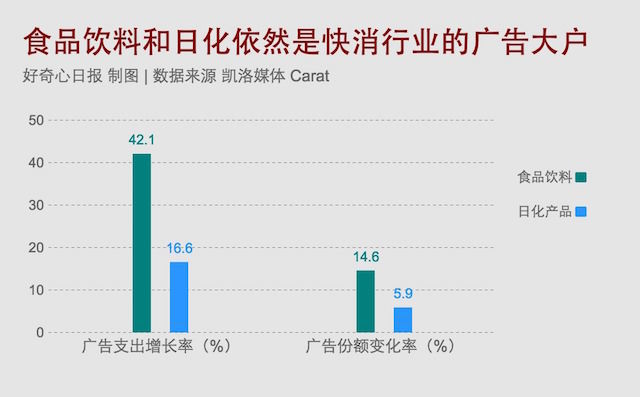 食品饮料和日化依然是快消行业的广告大户
好奇心日报 制图 | 数据来源 凯洛媒体 Carat
50
40
30
20
10
0
42.1
16.6
14.6
5.9
广告支出增长率（%）
广告份额变化率（%）
食品饮料
日化产品